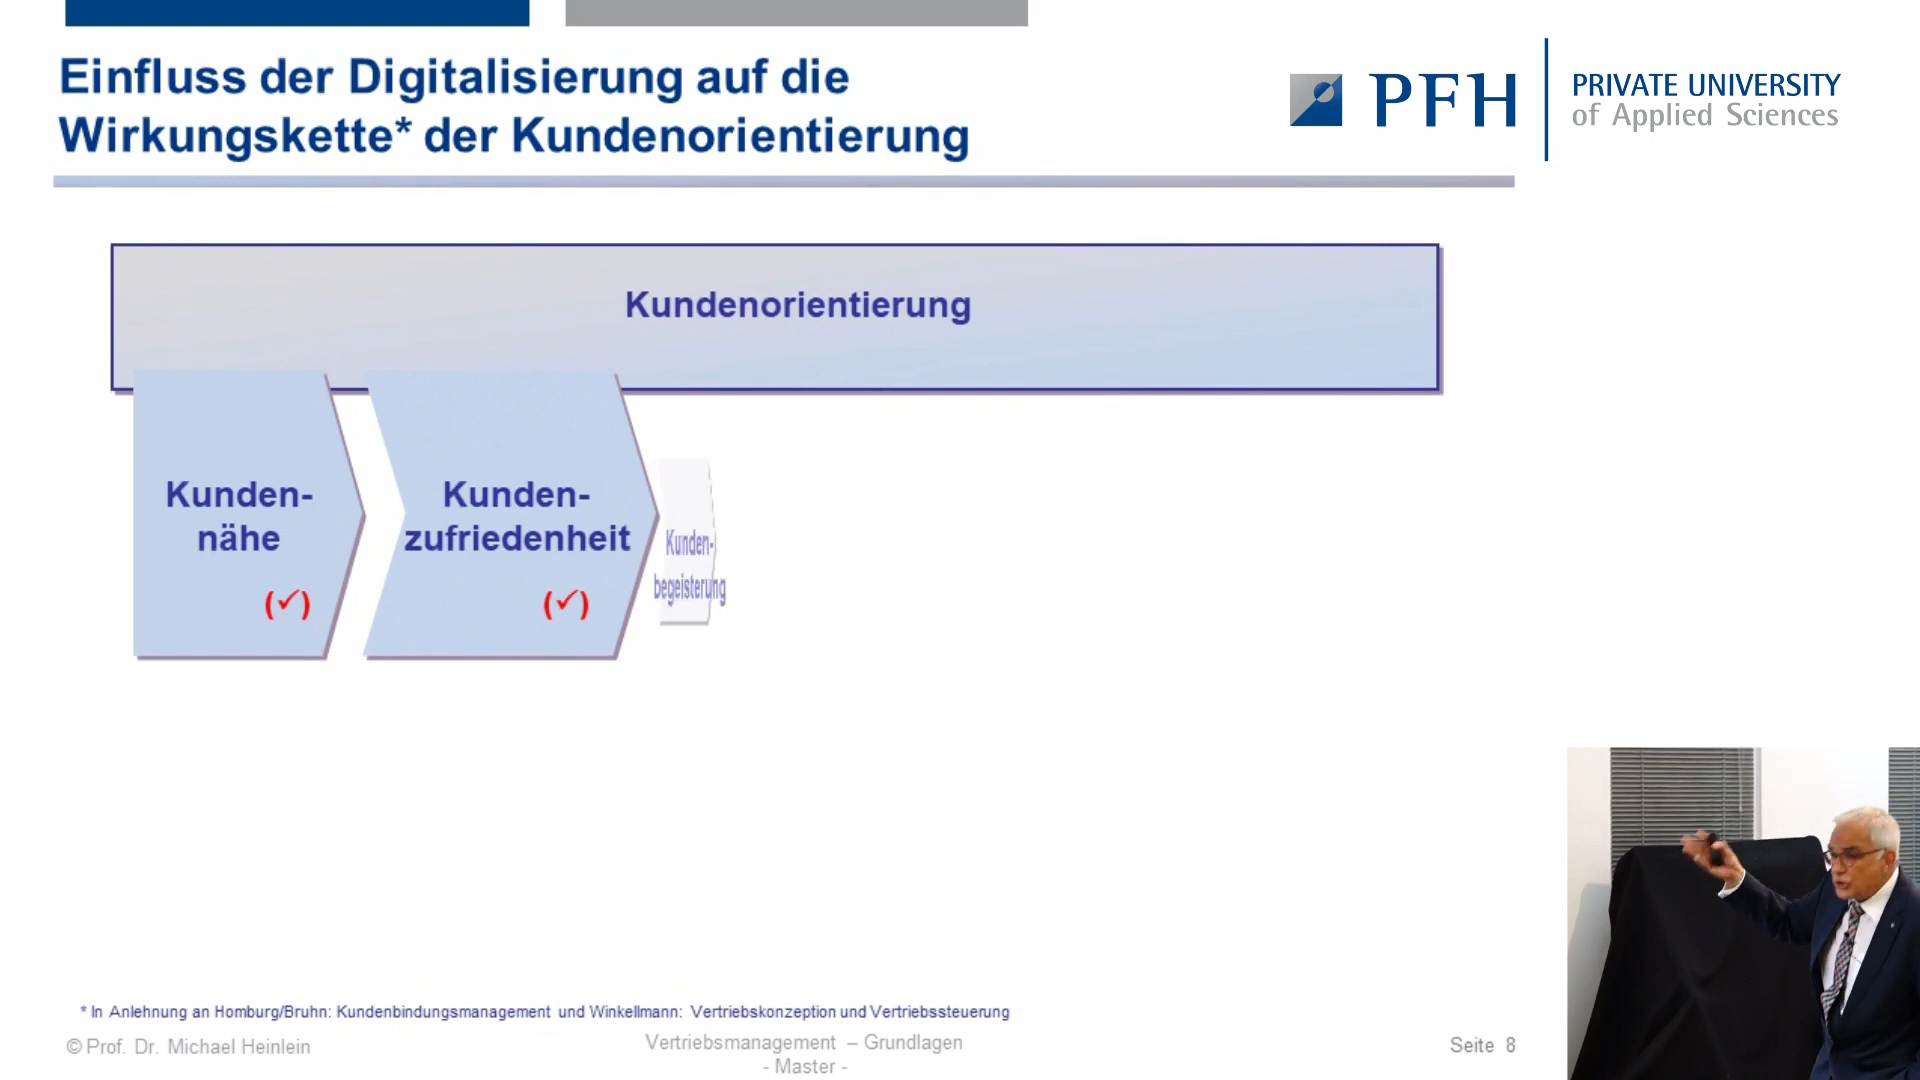 Einfluss der Digitalisierung auf die
Wirkungskette* der Kundenorientierung
PFH
PRIVATE UNIVERSITY
of Applied Sciences
Kundenorientierung
Kunden-
nähe
(✓)
Kunden-
zufriedenheit
(✓)
Kunden-
begeisterung
* In Anlehnung an Homburg/Bruhn: Kundenbindungsmanagement und Winkellmann: Vertriebskonzeption und Vertriebssteuerung
© Prof. Dr. Michael Heinlein
Vertriebsmanagement – Grundlagen
- Master -
Seite 8